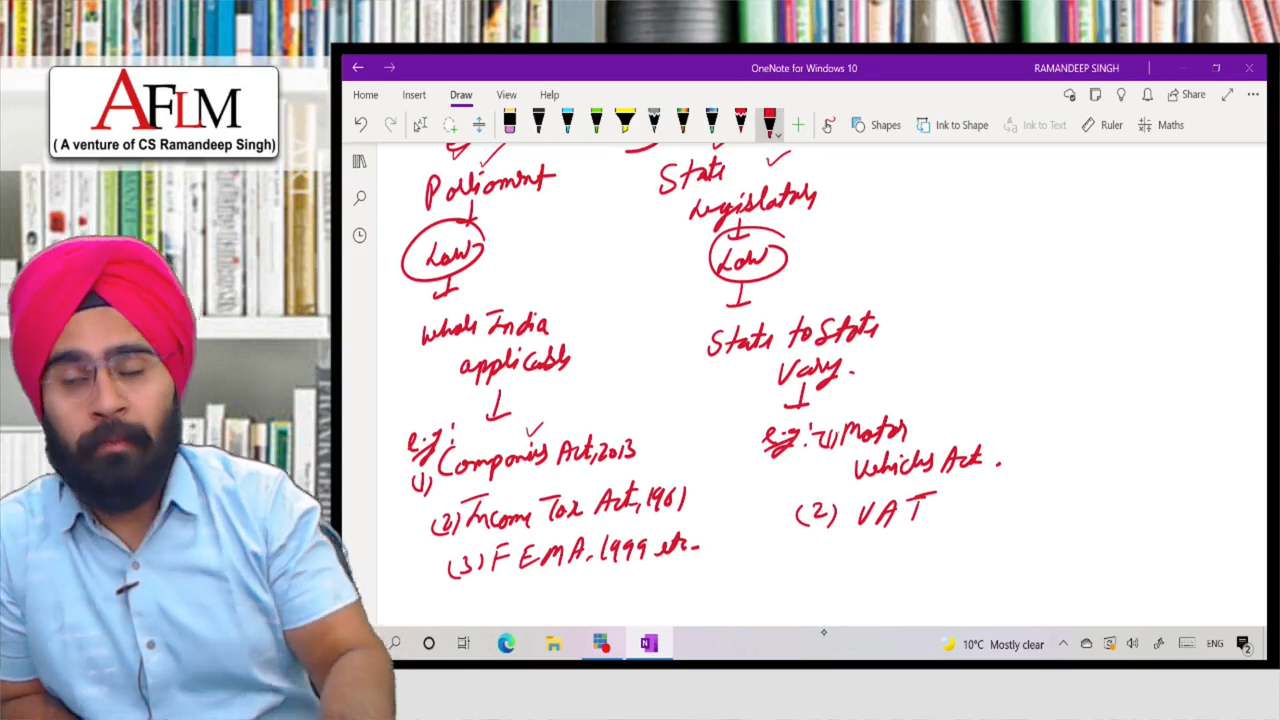 AFLM
( A venture of CS Ramandeep Singh)
OneNote for Windows 10
RAMANDEEP SINGH
Home Insert Draw View Help
Share
Shapes
Ink to Shape
Ink to Text
Ruler
Maths
Parliament
Law
Whole India
applicable
e.g:
(1) Companies Act, 2013
(2) Income Tax Act, 1961
(3) FEMA, 1999 etc.
State
Legislators
Law
State to State
Vary.
e.g:- (1) Motor
Vehicles Act.
(2) VAT
10°C Mostly clear
ENG
2